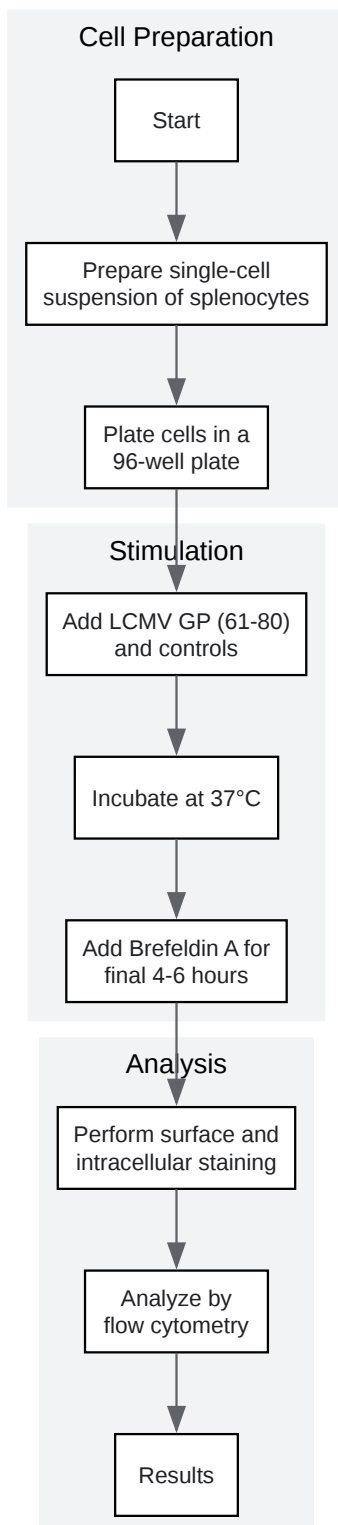 Cell Preparation
Start
Prepare single-cell
suspension of splenocytes
Plate cells in a
96-well plate
Stimulation
Add LCMV GP (61-80)
and controls
Incubate at 37°C
Add Brefeldin A for
final 4-6 hours
Analysis
Perform surface and
intracellular staining
Analyze by
flow cytometry
Results